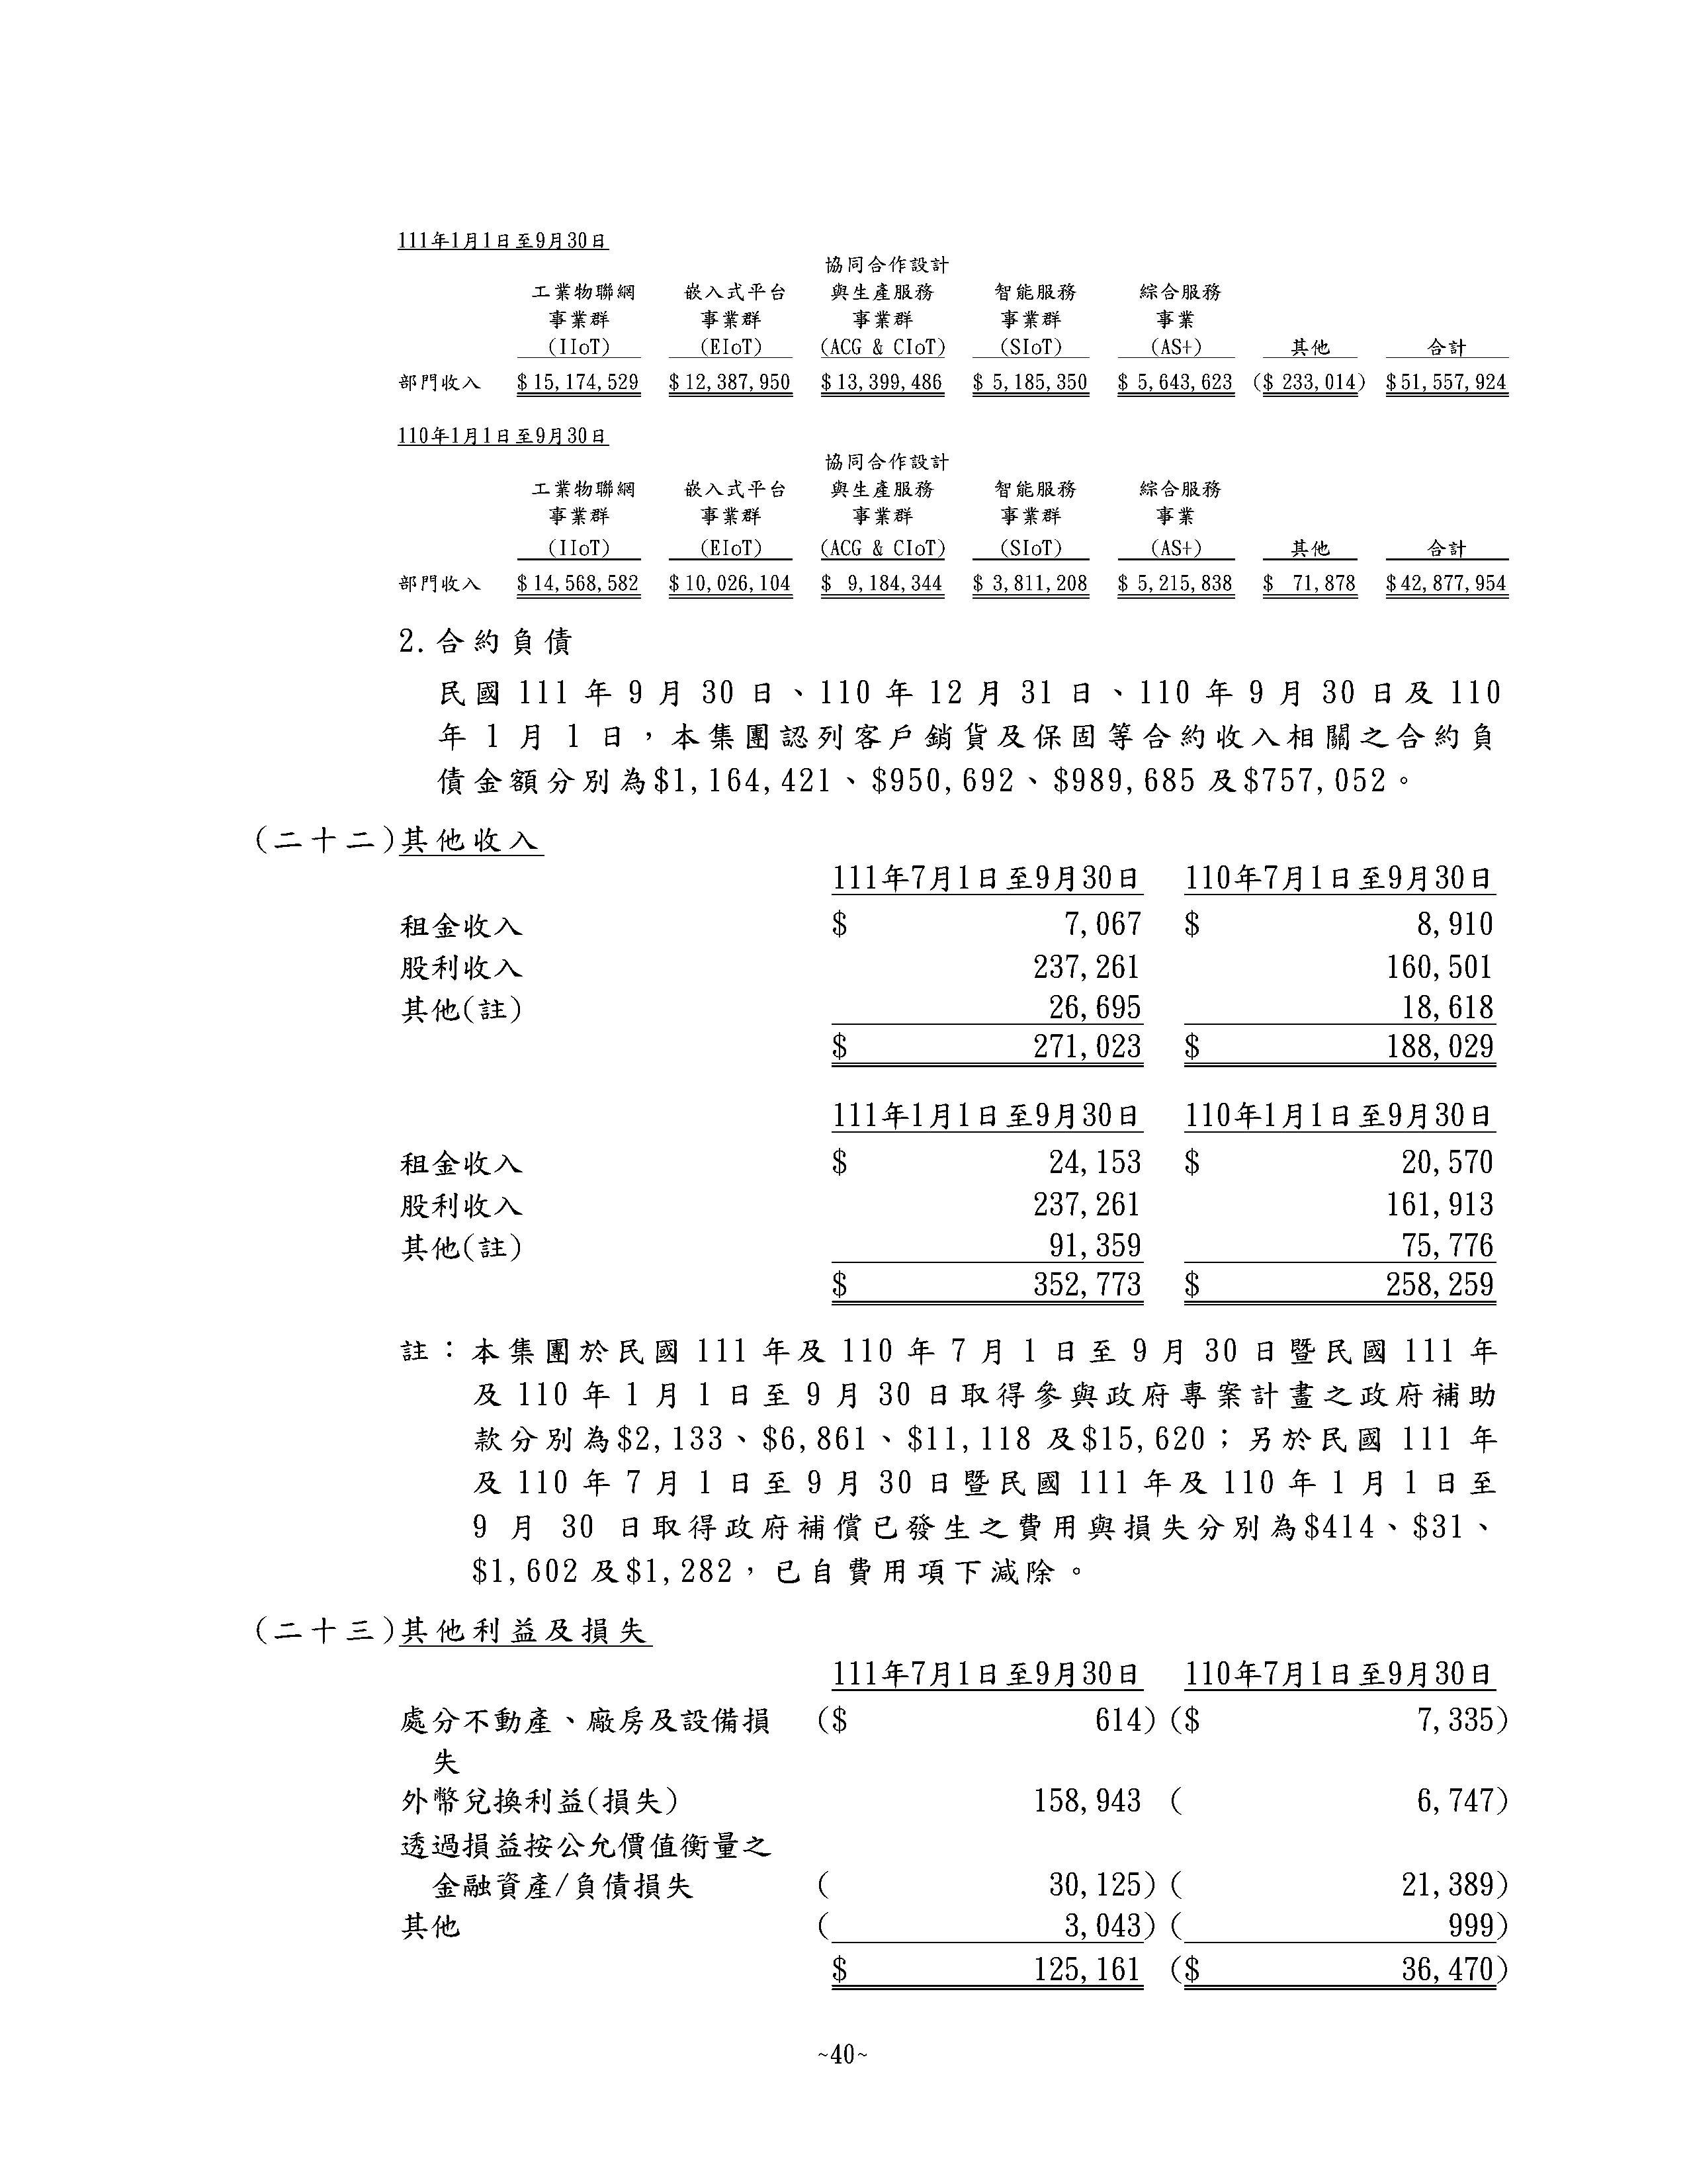 111年1月1日至9月30日
協同合作設計
工業物聯網 嵌入式平台 與生產服務 智能服務 綜合服務
事業群 事業群 事業群 事業群 事業
(IIoT) (EIoT) (ACG & CIoT) (SIoT) (AS+) 其他 合計
部門收入 $15,174,529 $12,387,950 $13,399,486 $ 5,185,350 $ 5,643,623 ($ 233,014) $51,557,924
110年1月1日至9月30日
協同合作設計
工業物聯網 嵌入式平台 與生產服務 智能服務 綜合服務
事業群 事業群 事業群 事業群 事業
(IIoT) (EIoT) (ACG & CIoT) (SIoT) (AS+) 其他 合計
部門收入 $14,568,582 $10,026,104 $ 9,184,344 $ 3,811,208 $ 5,215,838 $ 71,878 $42,877,954
2.合約負債
民國 111 年 9 月 30 日、110 年 12 月 31 日、110 年 9 月 30 日及 110
年 1 月 1 日，本集團認列客戶銷貨及保固等合約收入相關之合約負
債金額分別為$1,164,421、$950,692、$989,685 及$757,052。
(二十二)其他收入
111年7月1日至9月30日 110年7月1日至9月30日
租金收入 $ 7,067 $ 8,910
股利收入 237,261 160,501
其他(註) 26,695 18,618
$ 271,023 $ 188,029
111年1月1日至9月30日 110年1月1日至9月30日
租金收入 $ 24,153 $ 20,570
股利收入 237,261 161,913
其他(註) 91,359 75,776
$ 352,773 $ 258,259
註：本集團於民國 111 年及 110 年 7 月 1 日至 9 月 30 日暨民國 111 年
及 110 年 1 月 1 日至 9 月 30 日取得參與政府專案計畫之政府補助
款分別為$2,133、$6,861、$11,118 及$15,620；另於民國 111 年
及 110 年 7 月 1 日至 9 月 30 日暨民國 111 年及 110 年 1 月 1 日至
9 月 30 日取得政府補償已發生之費用與損失分別為$414、$31、
$1,602 及$1,282，已自費用項下減除。
(二十三)其他利益及損失
111年7月1日至9月30日 110年7月1日至9月30日
處分不動產、廠房及設備損 ($ 614) ($ 7,335)
失
外幣兌換利益(損失) 158,943 ( 6,747)
透過損益按公允價值衡量之
金融資產/負債損失 ( 30,125) ( 21,389)
其他 ( 3,043) ( 999)
$ 125,161 ($ 36,470)
~40~